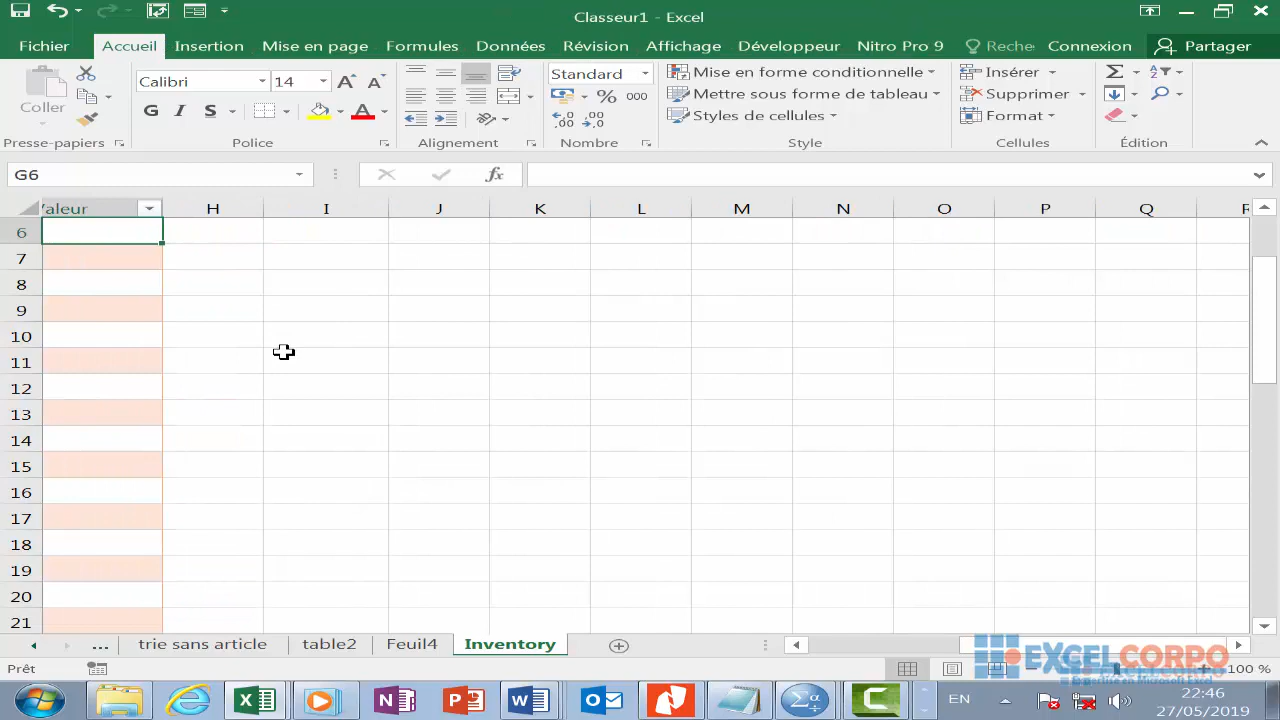 Classeur1 - Excel
Fichier Accueil Insertion Mise en page Formules Données Révision Affichage Développeur Nitro Pro 9 Reche Connexion Partager
Coller
Calibri 14
Standard
Mise en forme conditionnelle
Mettre sous forme de tableau
Styles de cellules
Insérer
Supprimer
Format
G I S A
% 000
Presse-papiers Police Alignement Nombre Style Cellules Édition
G6 fx
aleur H I J K L M N O P Q R
6
7
8
9
10
11
12
13
14
15
16
17
18
19
20
21
... trie sans article table2 Feuil4 Inventory
Prêt 100 %
EXCELCORPO
EN 22:46
27/05/2019